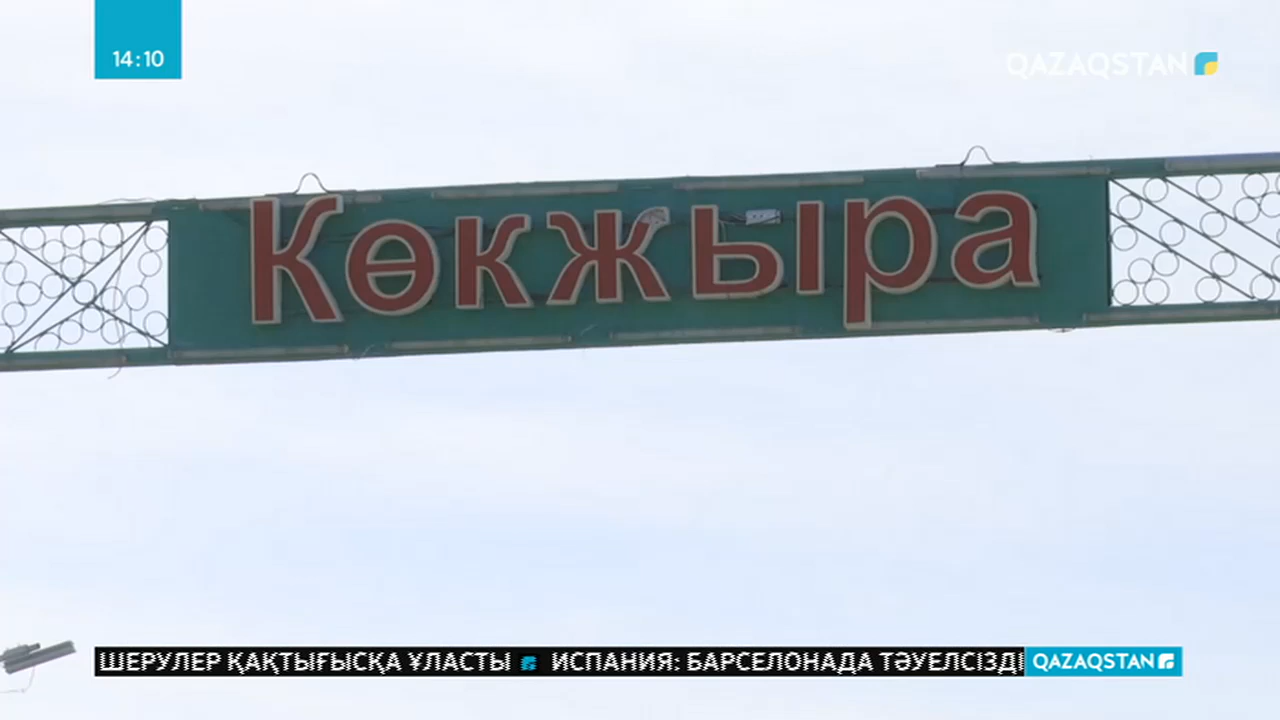 14:10
QAZAQSTAN
Көкжыра
ШЕРУЛЕР ҚАҚТЫҒЫСҚА ҰЛАСТЫ ИСПАНИЯ: БАРСЕЛОНАДА ТӘУЕЛСІЗДІ
QAZAQSTAN